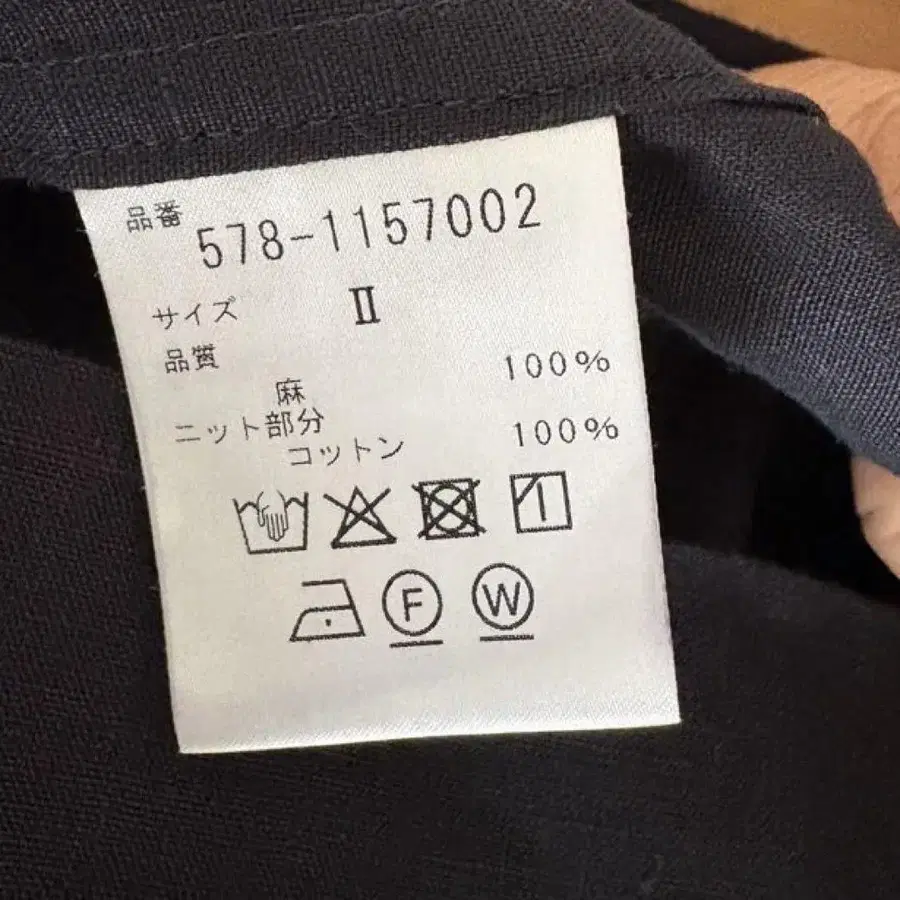 品番 578-1157002
サイズ Ⅱ
品質
麻 100%
ニット部分
コットン 100%
F W